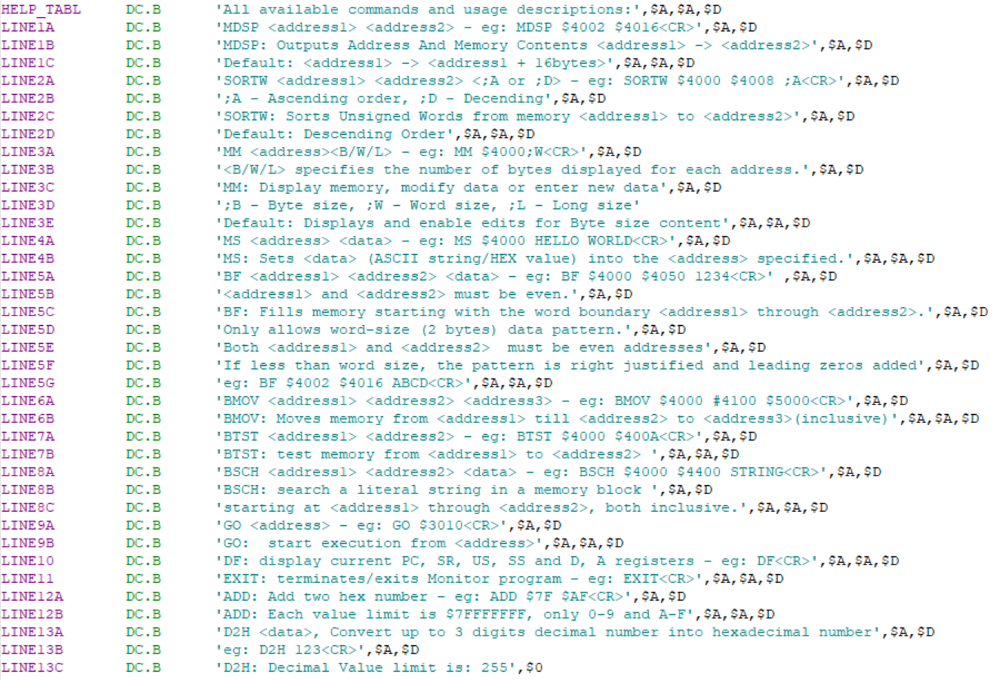 HELP_TABL DC.B 'All available commands and usage descriptions:',$A,$A,$D
LINE1A DC.B 'MDSP <address1> <address2> - eg: MDSP $4002 $4016<CR>',$A,$D
LINE1B DC.B 'MDSP: Outputs Address And Memory Contents <address1> -> <address2>',$A,$D
LINE1C DC.B 'Default: <address1> -> <address1 + 16bytes>',$A,$A,$D
LINE2A DC.B 'SORTW <address1> <address2> <;A or ;D> - eg: SORTW $4000 $4008 ;A<CR>',$A,$D
LINE2B DC.B ';A - Ascending order, ;D - Decending',$A,$D
LINE2C DC.B 'SORTW: Sorts Unsigned Words from memory <address1> to <address2>',$A,$D
LINE2D DC.B 'Default: Descending Order',$A,$A,$D
LINE3A DC.B 'MM <address><B/W/L> - eg: MM $4000;W<CR>',$A,$D
LINE3B DC.B '<B/W/L> specifies the number of bytes displayed for each address.',$A,$D
LINE3C DC.B 'MM: Display memory, modify data or enter new data',$A,$D
LINE3D DC.B ';B - Byte size, ;W - Word size, ;L - Long size'
LINE3E DC.B 'Default: Displays and enable edits for Byte size content',$A,$A,$D
LINE4A DC.B 'MS <address> <data> - eg: MS $4000 HELLO WORLD<CR>',$A,$D
LINE4B DC.B 'MS: Sets <data> (ASCII string/HEX value) into the <address> specified.',$A,$A,$D
LINE5A DC.B 'BF <address1> <address2> <data> - eg: BF $4000 $4050 1234<CR>' ,$A,$D
LINE5B DC.B '<address1> and <address2> must be even.',$A,$D
LINE5C DC.B 'BF: Fills memory starting with the word boundary <address1> through <address2>.',$A,$D
LINE5D DC.B 'Only allows word-size (2 bytes) data pattern.',$A,$D
LINE5E DC.B 'Both <address1> and <address2>  must be even addresses',$A,$D
LINE5F DC.B 'If less than word size, the pattern is right justified and leading zeros added',$A,$D
LINE5G DC.B 'eg: BF $4002 $4016 ABCD<CR>',$A,$A,$D
LINE6A DC.B 'BMOV <address1> <address2> <address3> - eg: BMOV $4000 #4100 $5000<CR>',$A,$D
LINE6B DC.B 'BMOV: Moves memory from <address1> till <address2> to <address3>(inclusive)',$A,$A,$D
LINE7A DC.B 'BTST <address1> <address2> - eg: BTST $4000 $400A<CR>',$A,$D
LINE7B DC.B 'BTST: test memory from <address1> to <address2> ',$A,$A,$D
LINE8A DC.B 'BSCH <address1> <address2> <data> - eg: BSCH $4000 $4400 STRING<CR>',$A,$D
LINE8B DC.B 'BSCH: search a literal string in a memory block ',$A,$D
LINE8C DC.B 'starting at <address1> through <address2>, both inclusive.',$A,$A,$D
LINE9A DC.B 'GO <address> - eg: GO $3010<CR>',$A,$D
LINE9B DC.B 'GO:  start execution from <address>',$A,$A,$D
LINE10 DC.B 'DF: display current PC, SR, US, SS and D, A registers - eg: DF<CR>',$A,$A,$D
LINE11 DC.B 'EXIT: terminates/exits Monitor program - eg: EXIT<CR>',$A,$A,$D
LINE12A DC.B 'ADD: Add two hex number - eg: ADD $7F $AF<CR>',$A,$D
LINE12B DC.B 'ADD: Each value limit is $7FFFFFFF, only 0-9 and A-F',$A,$A,$D
LINE13A DC.B 'D2H <data>, Convert up to 3 digits decimal number into hexadecimal number',$A,$D
LINE13B DC.B 'eg: D2H 123<CR>',$A,$D
LINE13C DC.B 'D2H: Decimal Value limit is: 255',$0